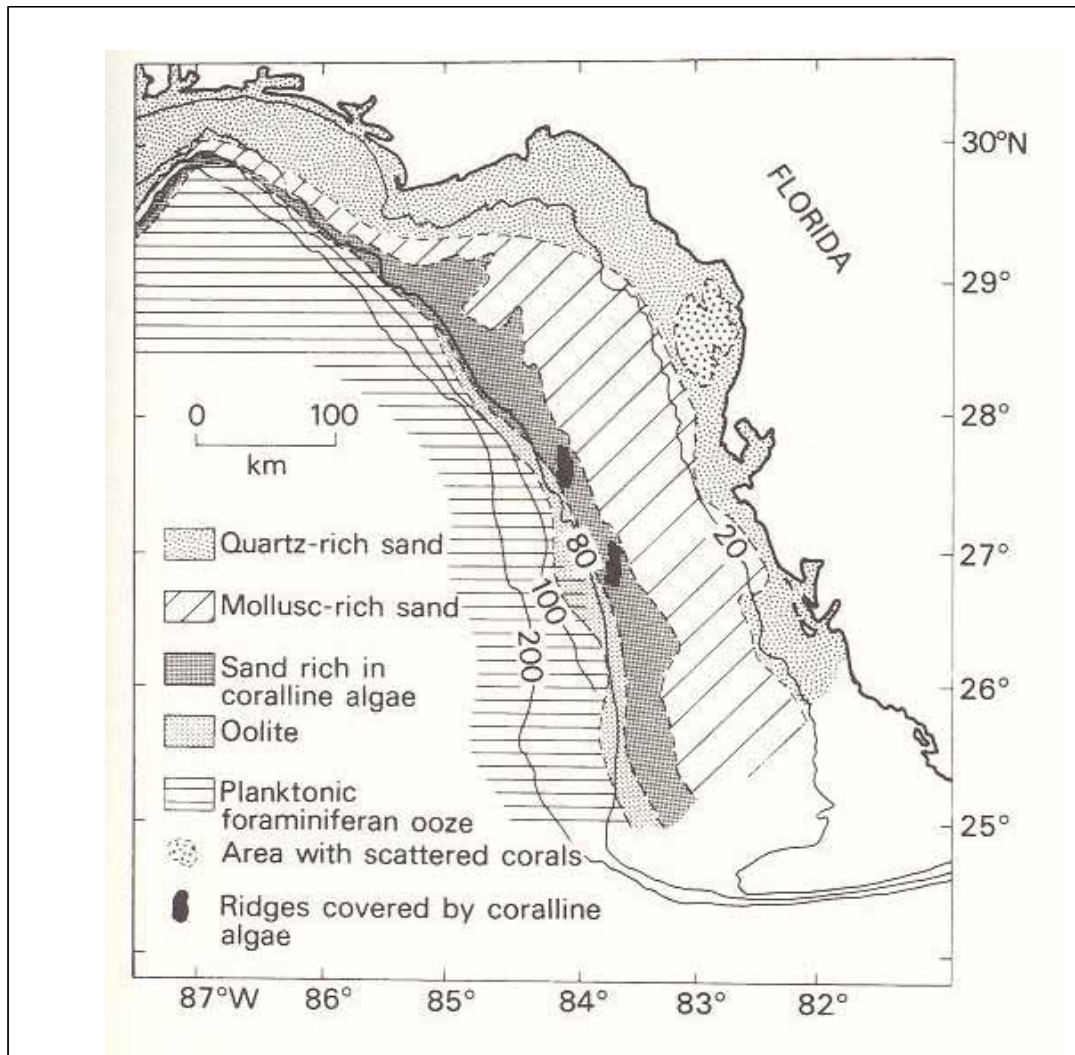 30°N
FLORIDA
29°
28°
27°
26°
25°
0 100
km
20
80
100
200
Quartz-rich sand
Mollusc-rich sand
Sand rich in
coralline algae
Oolite
Planktonic
foraminiferan ooze
Area with scattered corals
Ridges covered by coralline
algae
87°W 86° 85° 84° 83° 82°